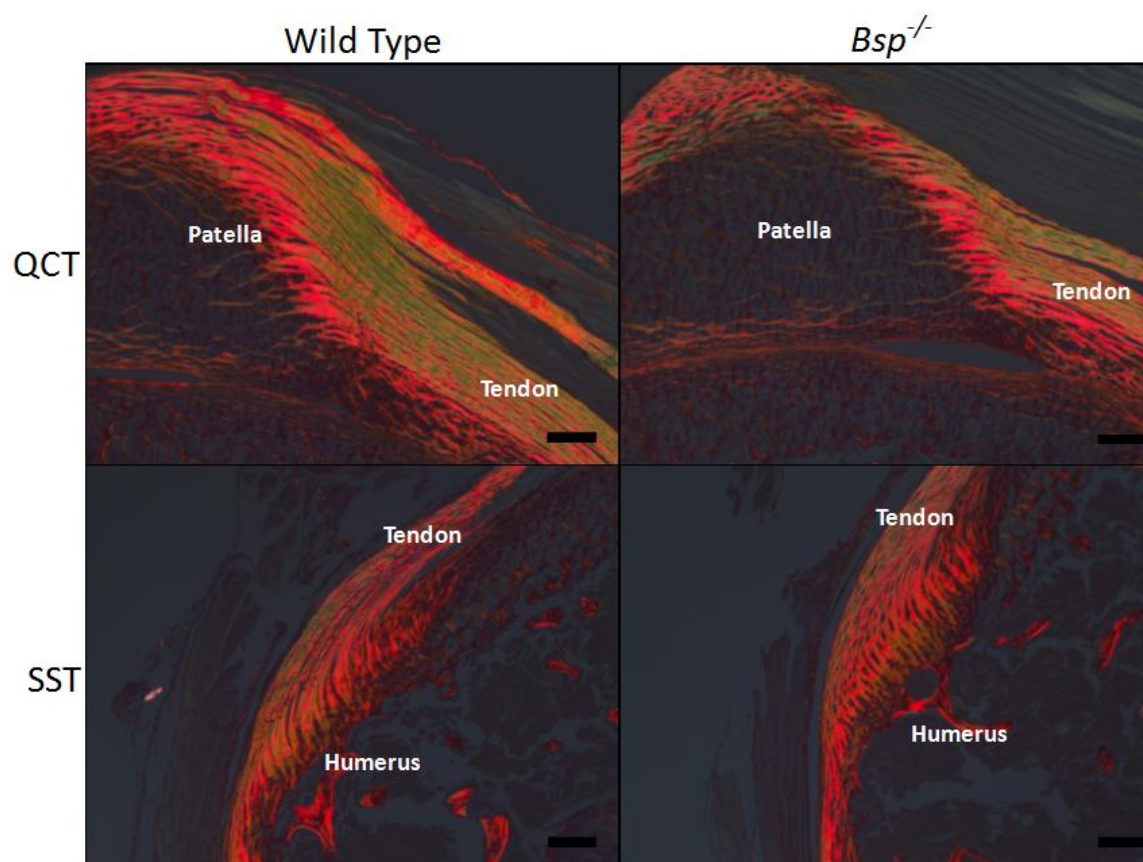 Wild Type
Bsp-/-
QCT
Patella
Tendon
Patella
Tendon
SST
Tendon
Humerus
Tendon
Humerus